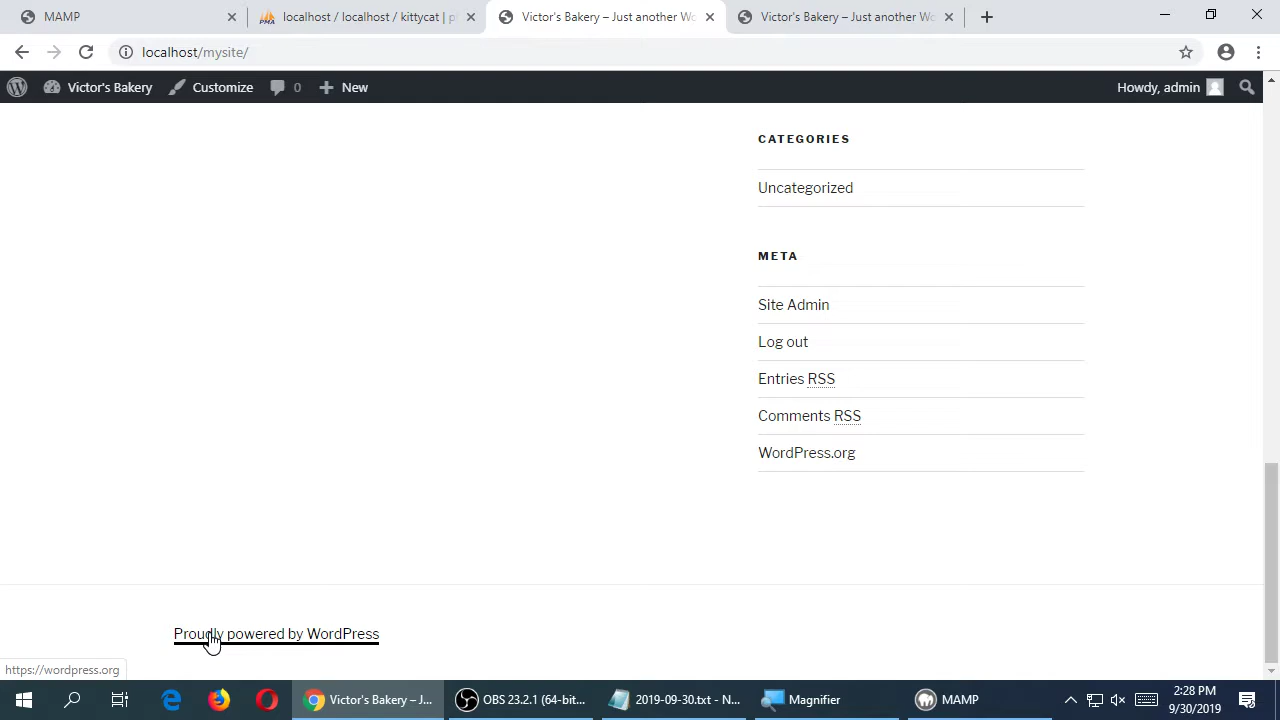 MAMP
localhost / localhost / kittycat | p
Victor's Bakery – Just another Wo
Victor's Bakery – Just another Wo
localhost/mysite/
Victor's Bakery
Customize
0
New
Howdy, admin
CATEGORIES
Uncategorized
META
Site Admin
Log out
Entries RSS
Comments RSS
WordPress.org
Proudly powered by WordPress
https://wordpress.org
Victor's Bakery – J...
OBS 23.2.1 (64-bit...
2019-09-30.txt - N...
Magnifier
MAMP
2:28 PM
9/30/2019